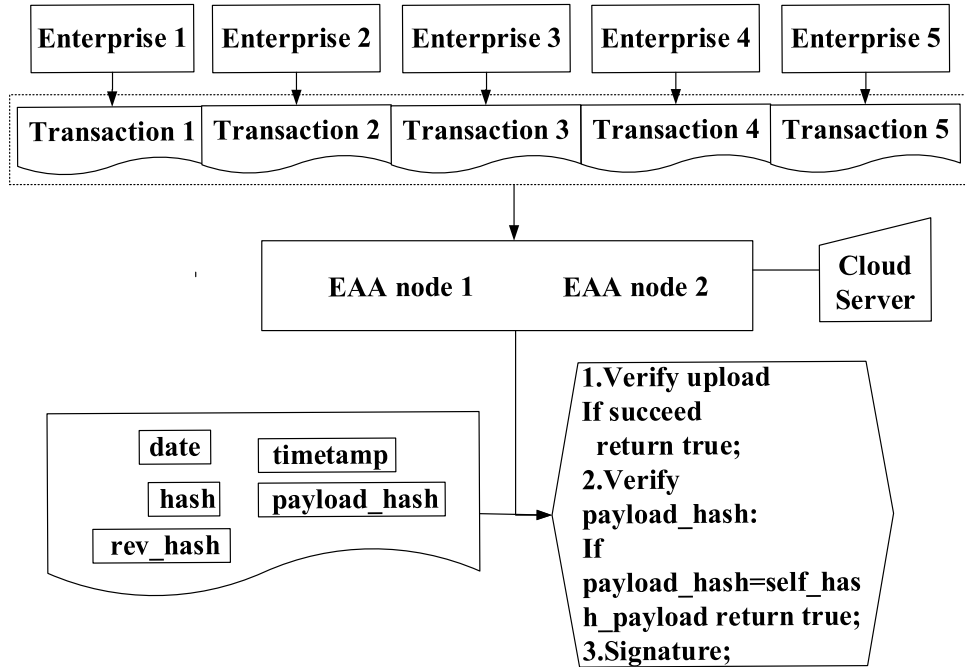 Enterprise 1
Enterprise 2
Enterprise 3
Enterprise 4
Enterprise 5
Transaction 1
Transaction 2
Transaction 3
Transaction 4
Transaction 5
EAA node 1
EAA node 2
Cloud
Server
date
timetamp
hash
payload_hash
rev_hash
1.Verify upload
If succeed
return true;
2.Verify
payload_hash:
If
payload_hash=self_has
h_payload return true;
3.Signature;